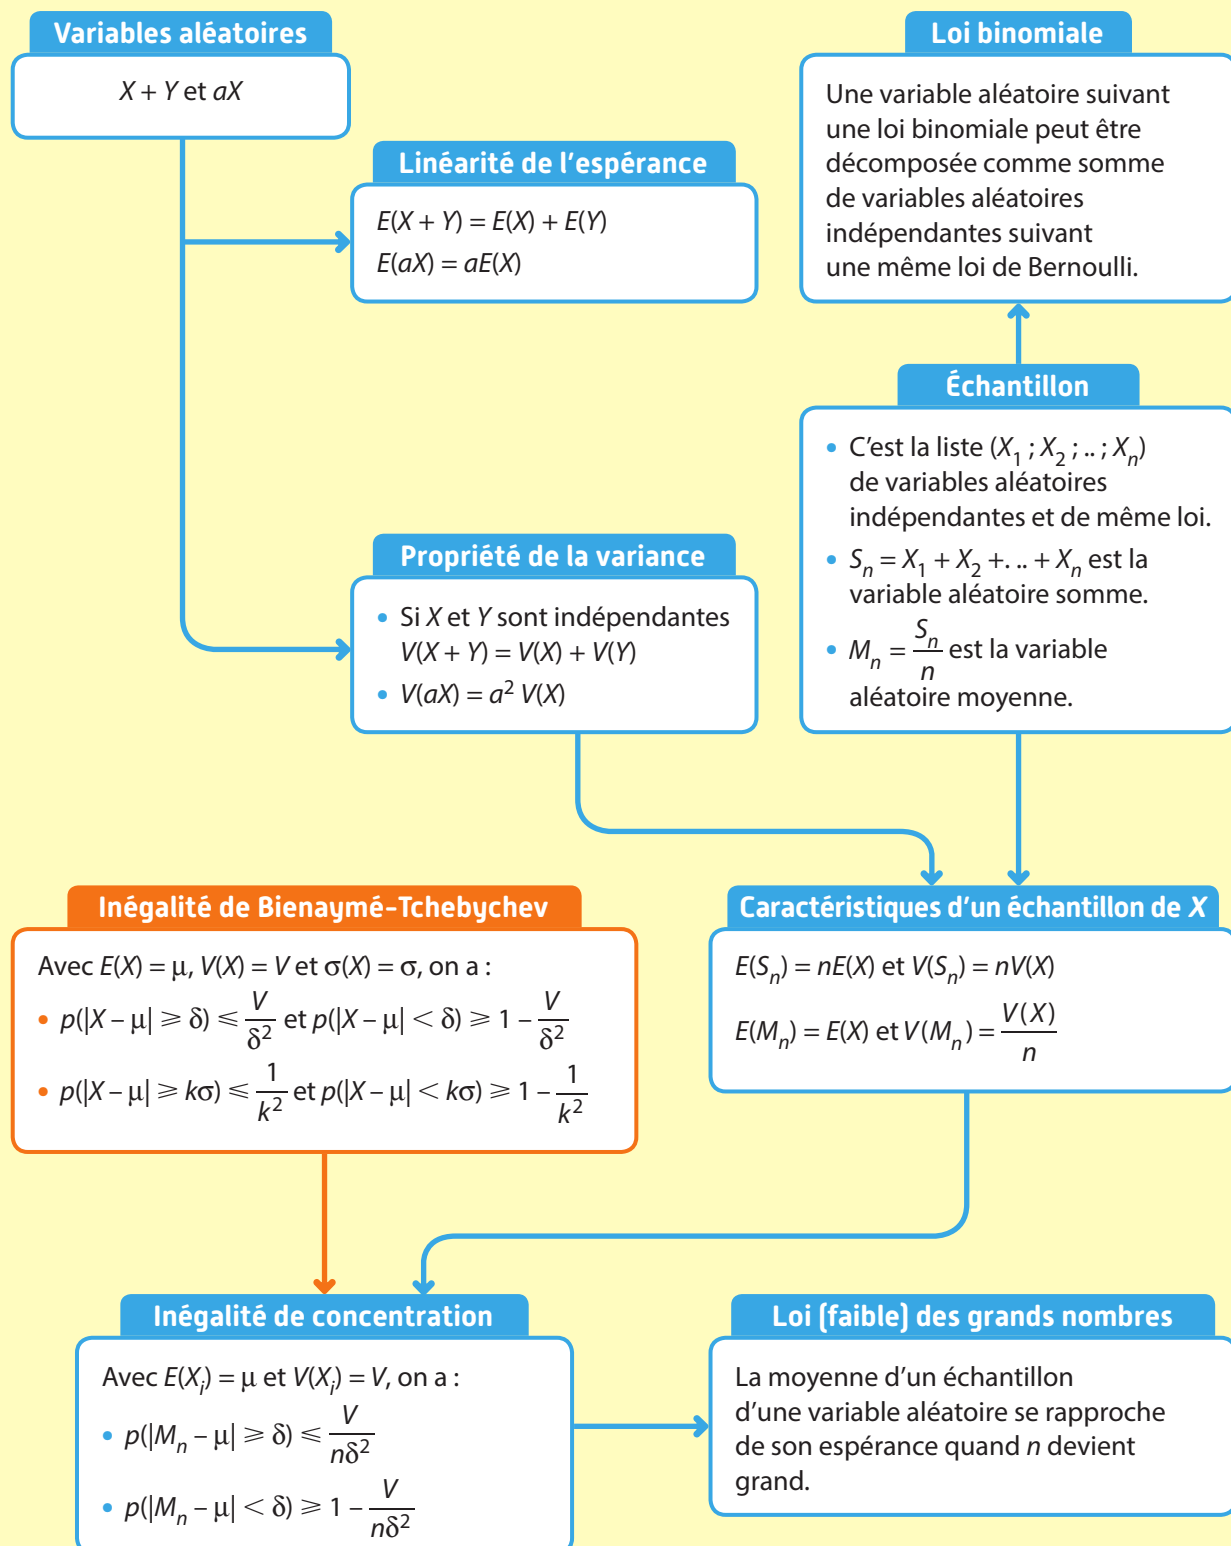 Variables aléatoires
X + Y et aX
Linéarité de l'espérance
E(X + Y) = E(X) + E(Y)
E(aX) = aE(X)
Loi binomiale
Une variable aléatoire suivant
une loi binomiale peut être
décomposée comme somme
de variables aléatoires
indépendantes suivant
une même loi de Bernoulli.
Échantillon
• C'est la liste (X₁ ; X₂ ; .. ; Xₙ)
de variables aléatoires
indépendantes et de même loi.
• Sₙ = X₁ + X₂ +. .. + Xₙ est la
variable aléatoire somme.
• Mₙ = Sₙ/n est la variable
aléatoire moyenne.
Propriété de la variance
• Si X et Y sont indépendantes
V(X + Y) = V(X) + V(Y)
• V(aX) = a² V(X)
Inégalité de Bienaymé-Tchebychev
Avec E(X) = μ, V(X) = V et σ(X) = σ, on a :
• p(|X – μ| ⩾ δ) ⩽ V/δ² et p(|X – μ| < δ) ⩾ 1 – V/δ²
• p(|X – μ| ⩾ kσ) ⩽ 1/k² et p(|X – μ| < kσ) ⩾ 1 – 1/k²
Caractéristiques d'un échantillon de X
E(Sₙ) = nE(X) et V(Sₙ) = nV(X)
E(Mₙ) = E(X) et V(Mₙ) = V(X)/n
Inégalité de concentration
Avec E(Xᵢ) = μ et V(Xᵢ) = V, on a :
• p(|Mₙ – μ| ⩾ δ) ⩽ V/nδ²
• p(|Mₙ – μ| < δ) ⩾ 1 – V/nδ²
Loi (faible) des grands nombres
La moyenne d'un échantillon
d'une variable aléatoire se rapproche
de son espérance quand n devient
grand.